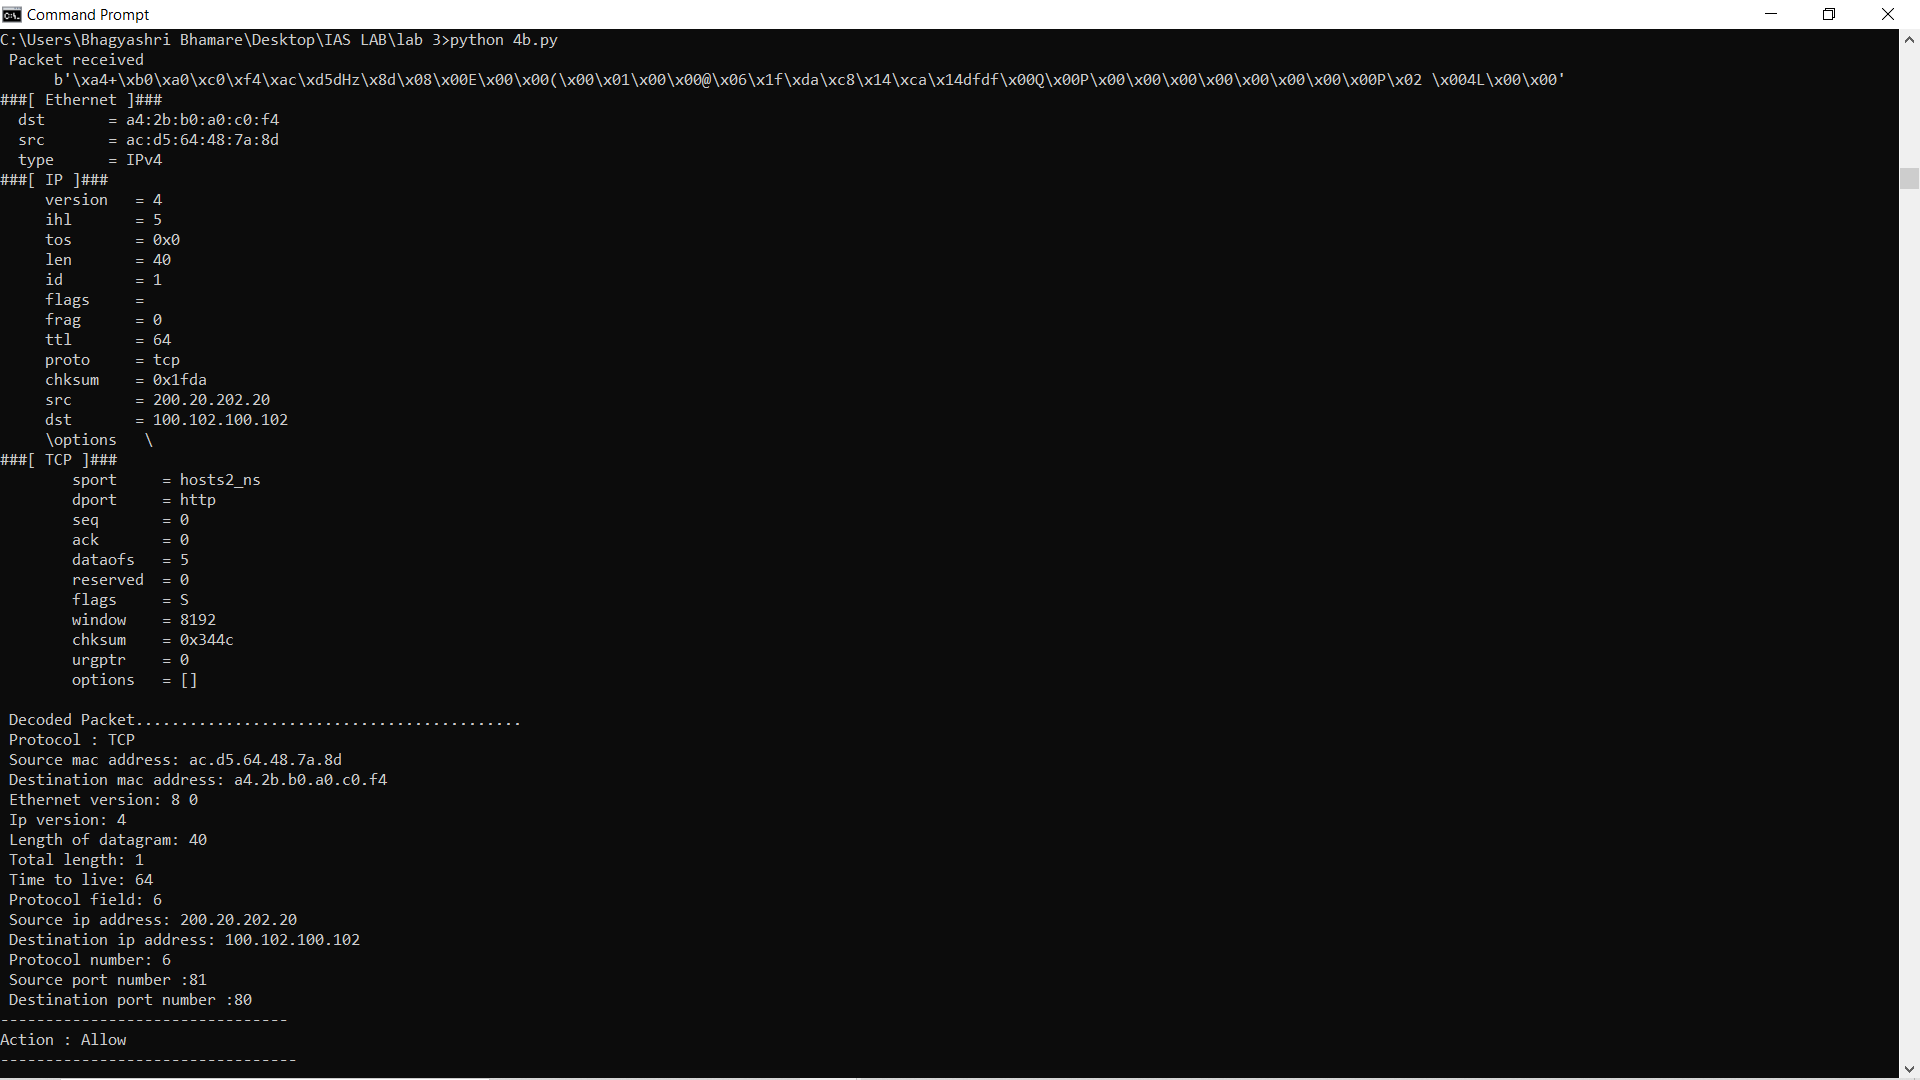 Command Prompt
C:\Users\Bhagyashri Bhamare\Desktop\IAS LAB\lab 3>python 4b.py
 Packet received
      b'\xa4+\xb0\xa0\xc0\xf4\xac\xd5dHz\x8d\x08\x00E\x00\x00(\x00\x01\x00\x00@\x06\x1f\xda\xc8\x14\xca\x14dfdf\x00Q\x00P\x00\x00\x00\x00\x00\x00\x00\x00P\x02 \x004L\x00\x00'
###[ Ethernet ]###
  dst       = a4:2b:b0:a0:c0:f4
  src       = ac:d5:64:48:7a:8d
  type      = IPv4
###[ IP ]###
     version   = 4
     ihl       = 5
     tos       = 0x0
     len       = 40
     id        = 1
     flags     =
     frag      = 0
     ttl       = 64
     proto     = tcp
     chksum    = 0x1fda
     src       = 200.20.202.20
     dst       = 100.102.100.102
     \options   \
###[ TCP ]###
        sport     = hosts2_ns
        dport     = http
        seq       = 0
        ack       = 0
        dataofs   = 5
        reserved  = 0
        flags     = S
        window    = 8192
        chksum    = 0x344c
        urgptr    = 0
        options   = []
 Decoded Packet...........................................
 Protocol : TCP
 Source mac address: ac.d5.64.48.7a.8d
 Destination mac address: a4.2b.b0.a0.c0.f4
 Ethernet version: 8 0
 Ip version: 4
 Length of datagram: 40
 Total length: 1
 Time to live: 64
 Protocol field: 6
 Source ip address: 200.20.202.20
 Destination ip address: 100.102.100.102
 Protocol number: 6
 Source port number :81
 Destination port number :80
--------------------------------
Action : Allow
---------------------------------